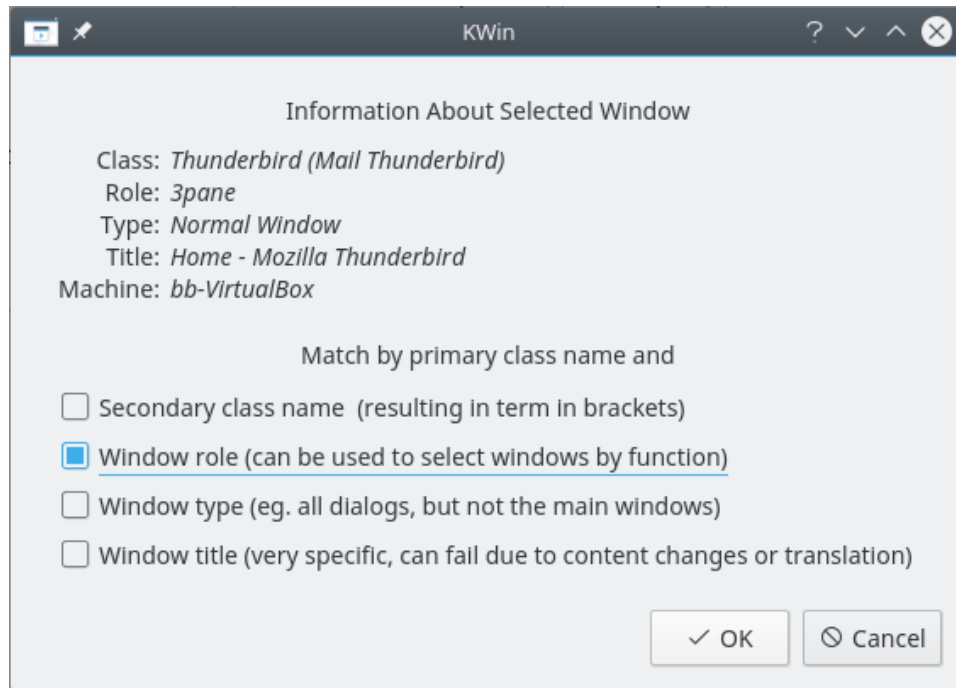 KWin
?
Information About Selected Window
Class: Thunderbird (Mail Thunderbird)
Role: 3pane
Type: Normal Window
Title: Home - Mozilla Thunderbird
Machine: bb-VirtualBox
Match by primary class name and
Secondary class name  (resulting in term in brackets)
Window role (can be used to select windows by function)
Window type (eg. all dialogs, but not the main windows)
Window title (very specific, can fail due to content changes or translation)
OK
Cancel